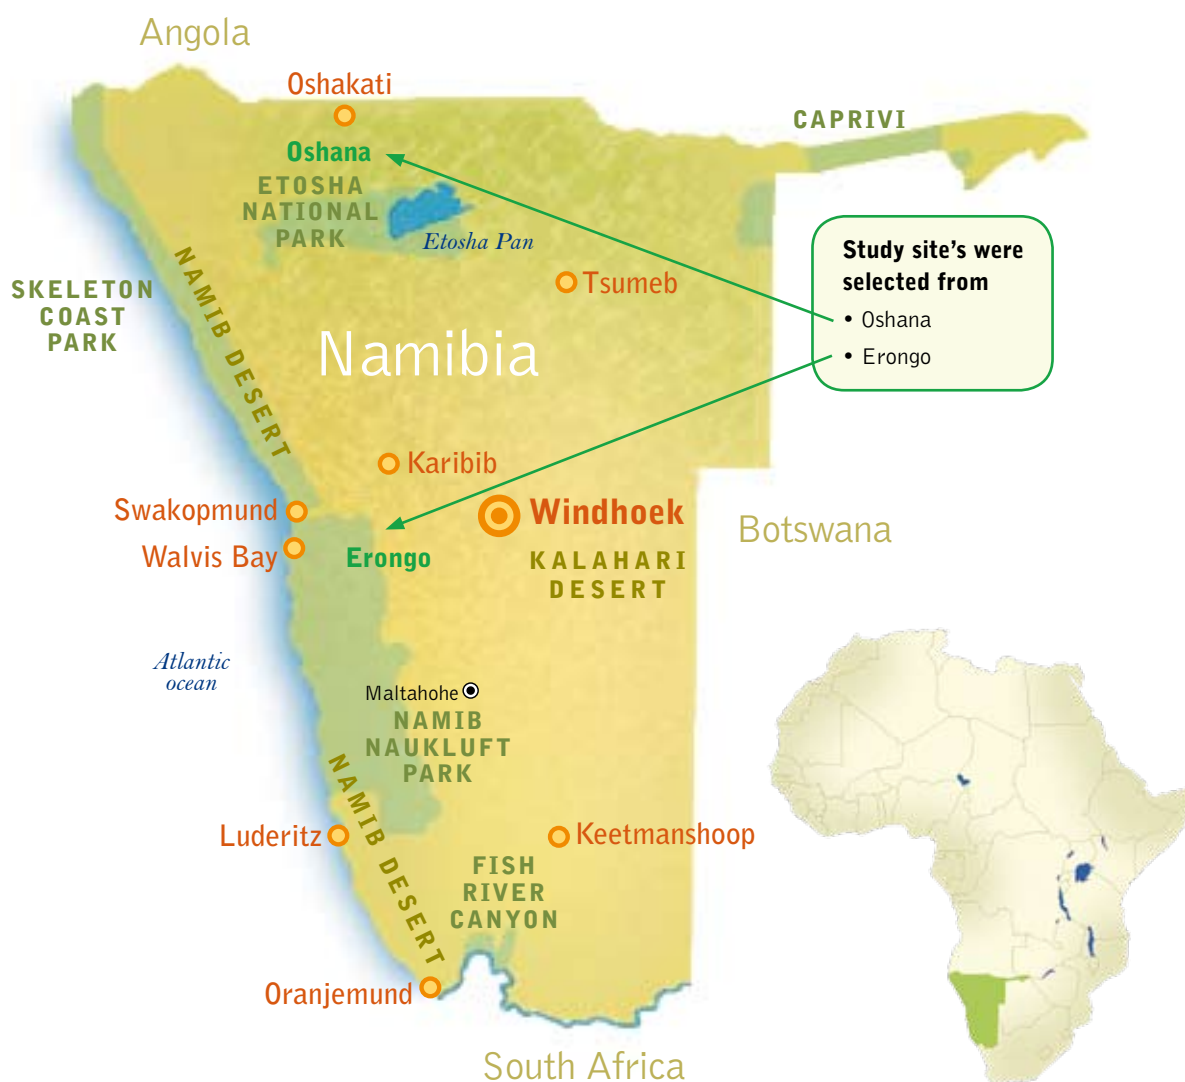 Angola
Oshakati
CAPRIVI
Oshana
ETOSHA
NATIONAL
PARK
Etosha Pan
Study site's were
selected from
• Oshana
• Erongo
NAMIB DESERT
SKELETON
COAST
PARK
Tsumeb
Namibia
Karibib
Swakopmund
Windhoek
Botswana
Walvis Bay
Erongo
KALAHARI
DESERT
Atlantic
ocean
Maltahohe
NAMIB
NAUKLUFT
PARK
NAMIB DESERT
Luderitz
Keetmanshoop
FISH
RIVER
CANYON
Oranjemund
South Africa